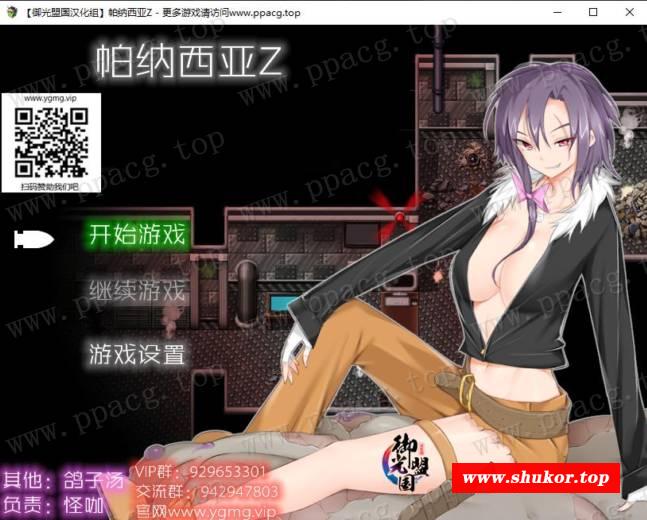 【御光盟国汉化组】帕纳西亚Z - 更多游戏请访问www.ppacg.top
帕纳西亚Z
www.ygmg.vip
扫码赞助我们吧
开始游戏
继续游戏
游戏设置
其他：鸽子汤
负责：怪咖
VIP群：929653301
交流群：942947803
官网www.ygmg.vip
御光盟国
www.shukor.top
www.ppacg.top